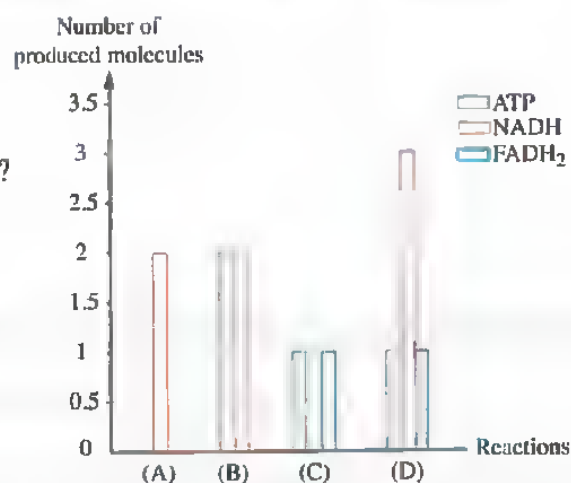 Number of
produced molecules
ATP
NADH
FADH₂
?
3.5
3
2.5
2
1.5
1
0.5
0
Reactions
(A) (B) (C) (D)